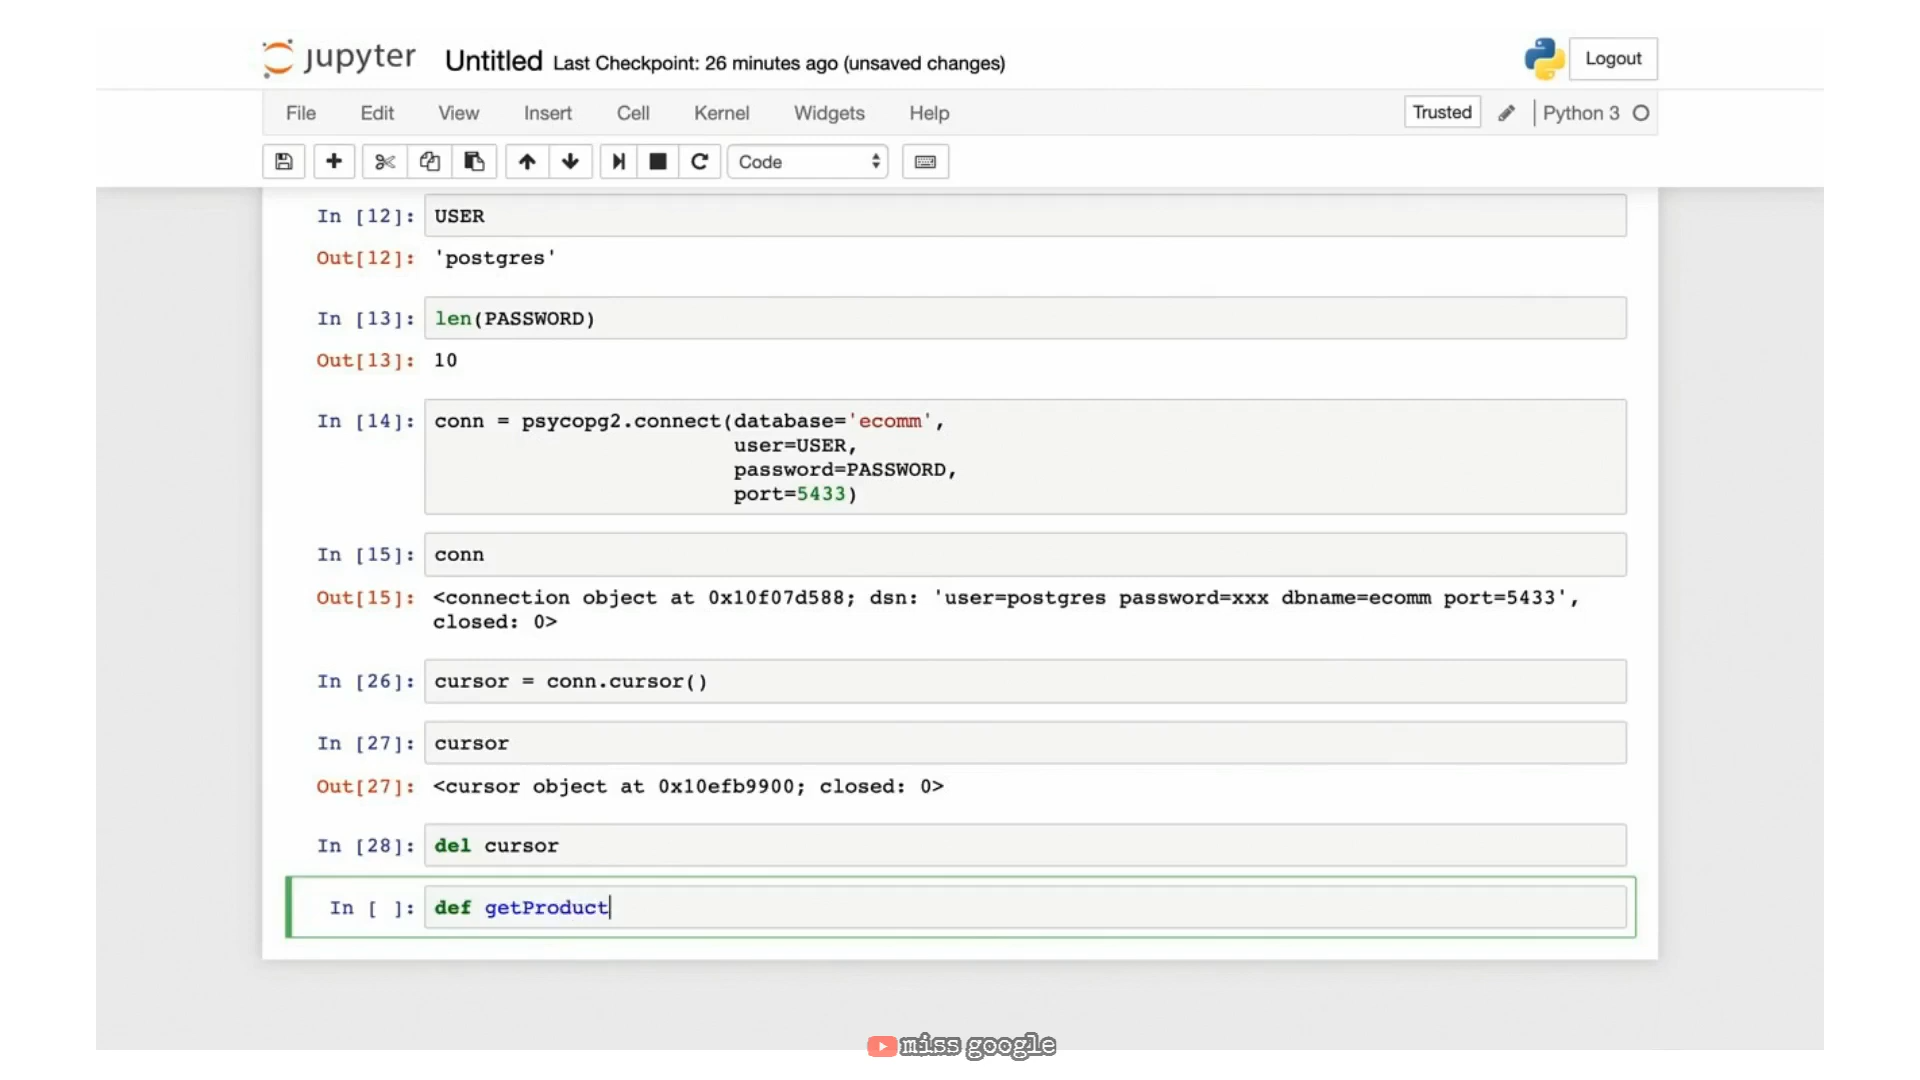 jupyter Untitled Last Checkpoint: 26 minutes ago (unsaved changes) Logout
File Edit View Insert Cell Kernel Widgets Help Trusted Python 3
Code
In [12]: USER
Out[12]: 'postgres'
In [13]: len(PASSWORD)
Out[13]: 10
In [14]: conn = psycopg2.connect(database='ecomm',
user=USER,
password=PASSWORD,
port=5433)
In [15]: conn
Out[15]: <connection object at 0x10f07d588; dsn: 'user=postgres password=xxx dbname=ecomm port=5433',
closed: 0>
In [26]: cursor = conn.cursor()
In [27]: cursor
Out[27]: <cursor object at 0x10efb9900; closed: 0>
In [28]: del cursor
In [ ]: def getProduct
miss google